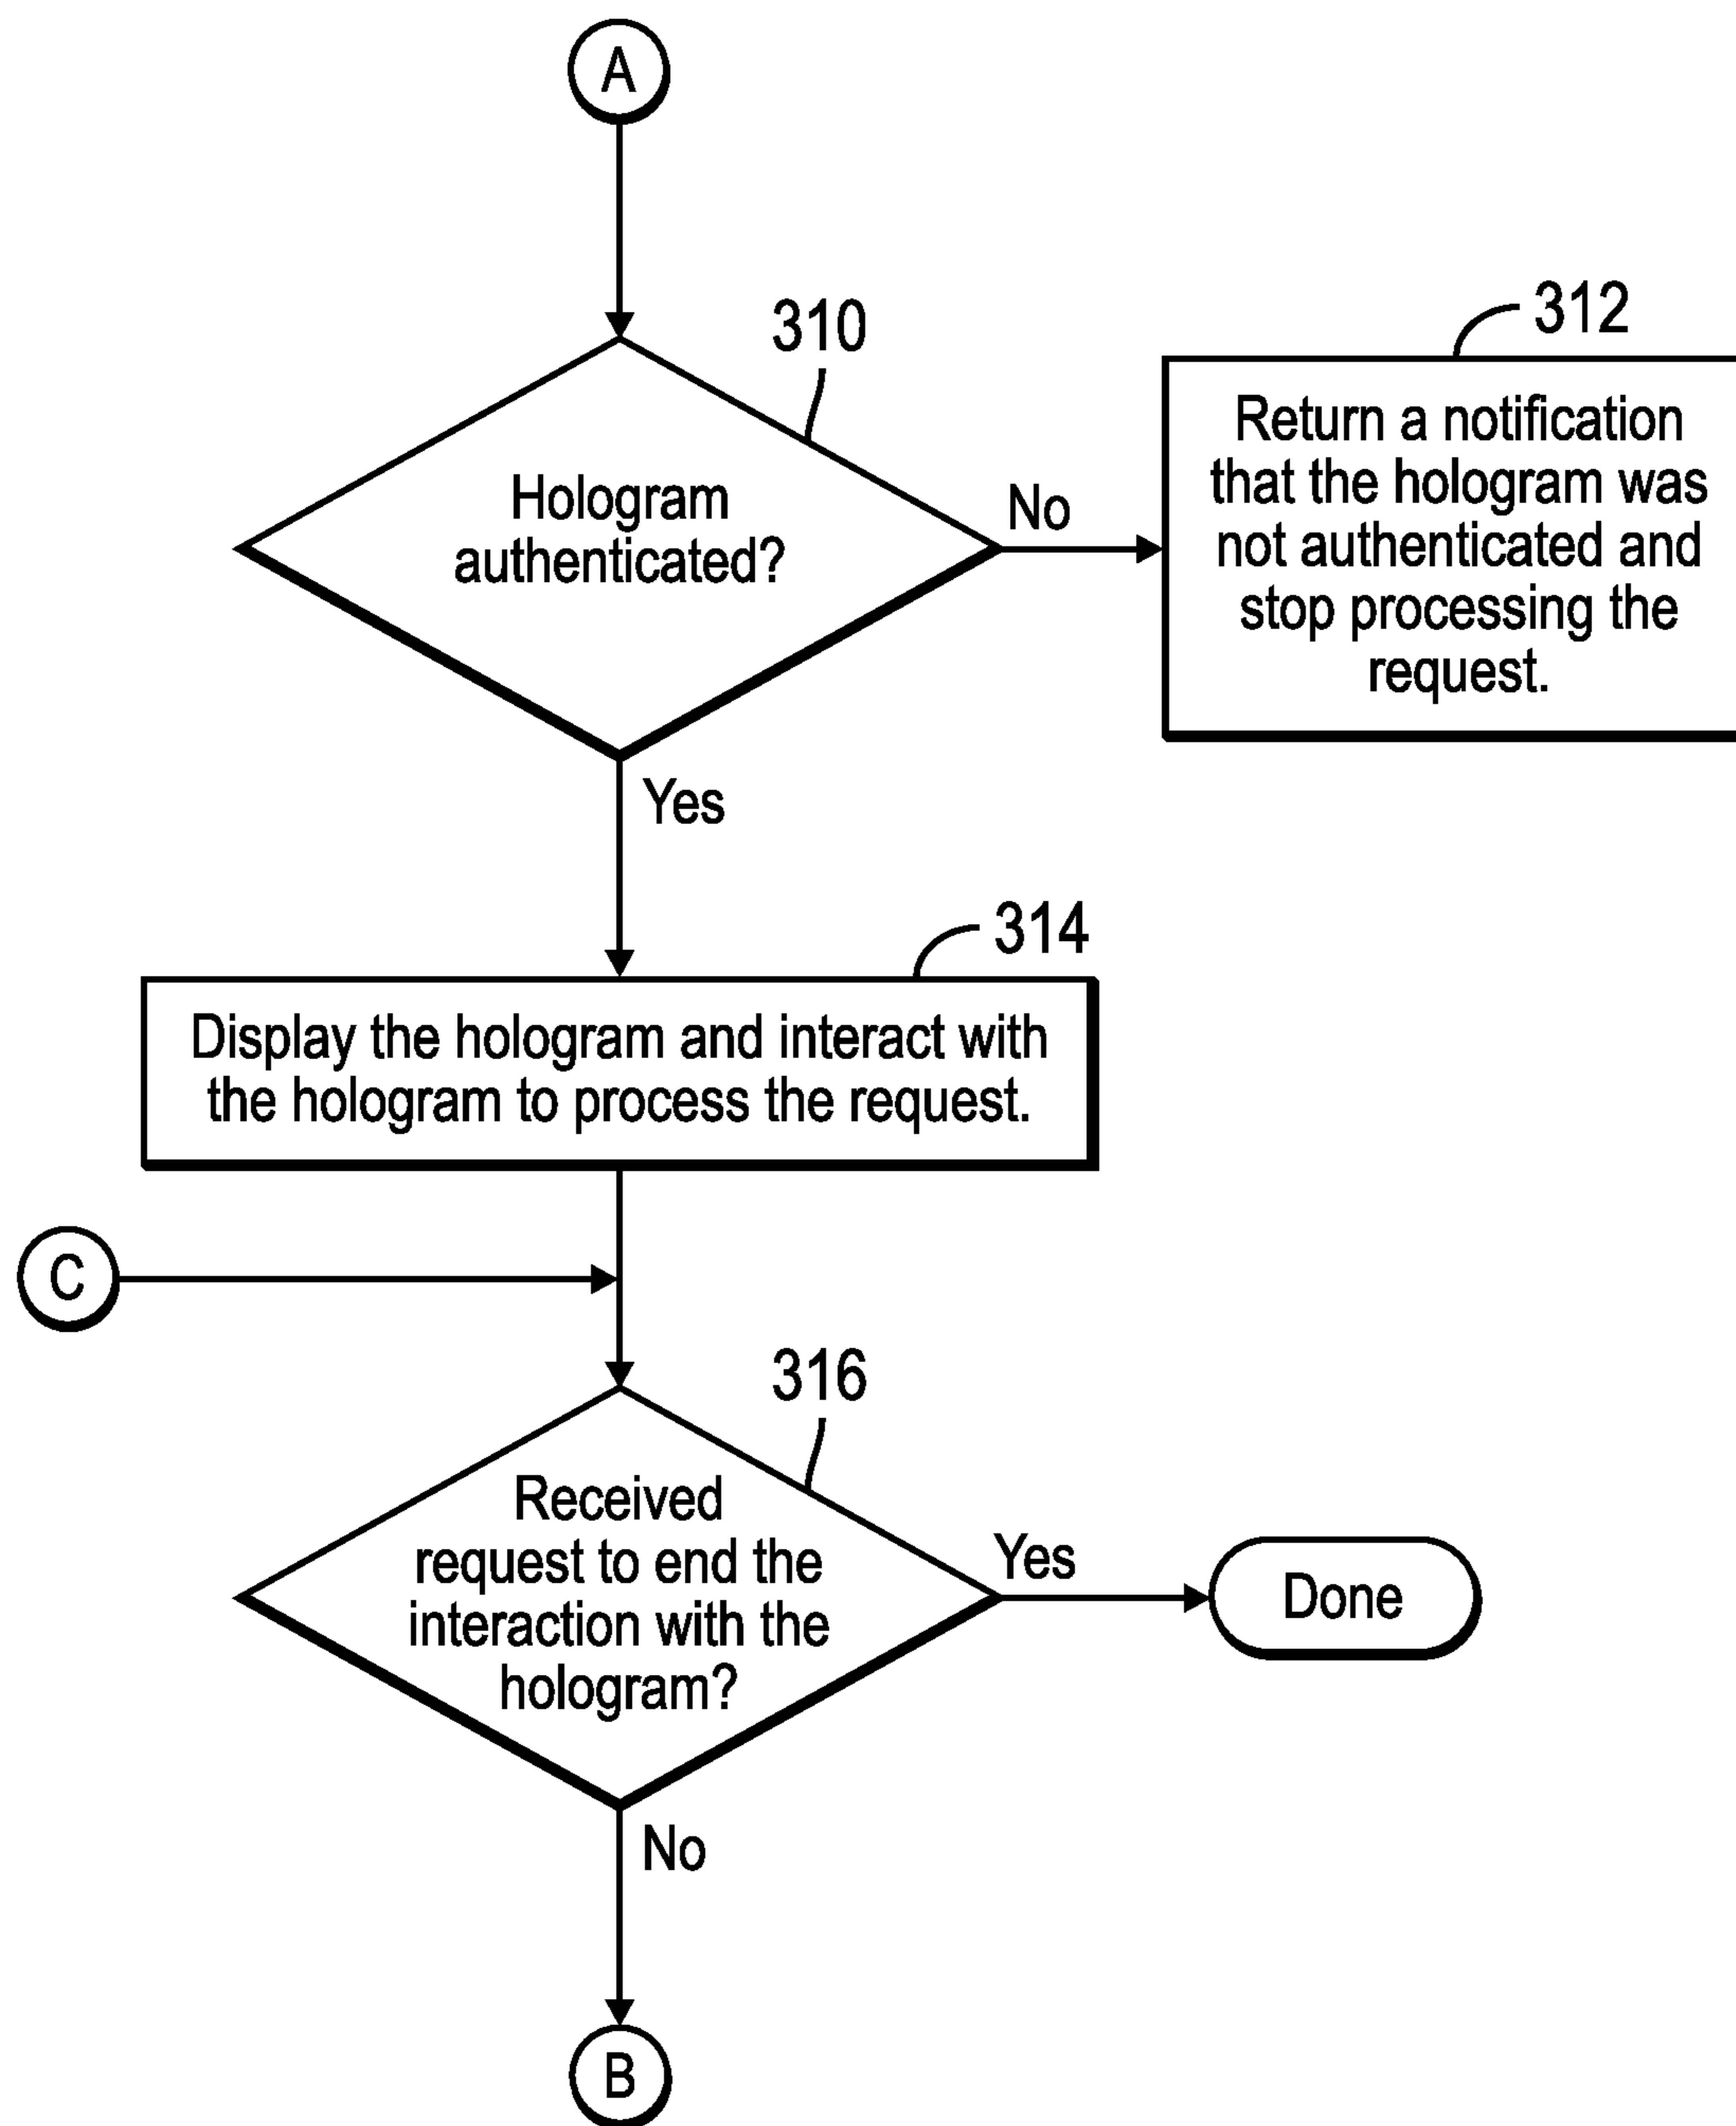 A
310
312
Hologram
authenticated?
No
Return a notification
that the hologram was
not authenticated and
stop processing the
request.
Yes
314
Display the hologram and interact with
the hologram to process the request.
C
316
Received
request to end the
interaction with the
hologram?
Yes
Done
No
B